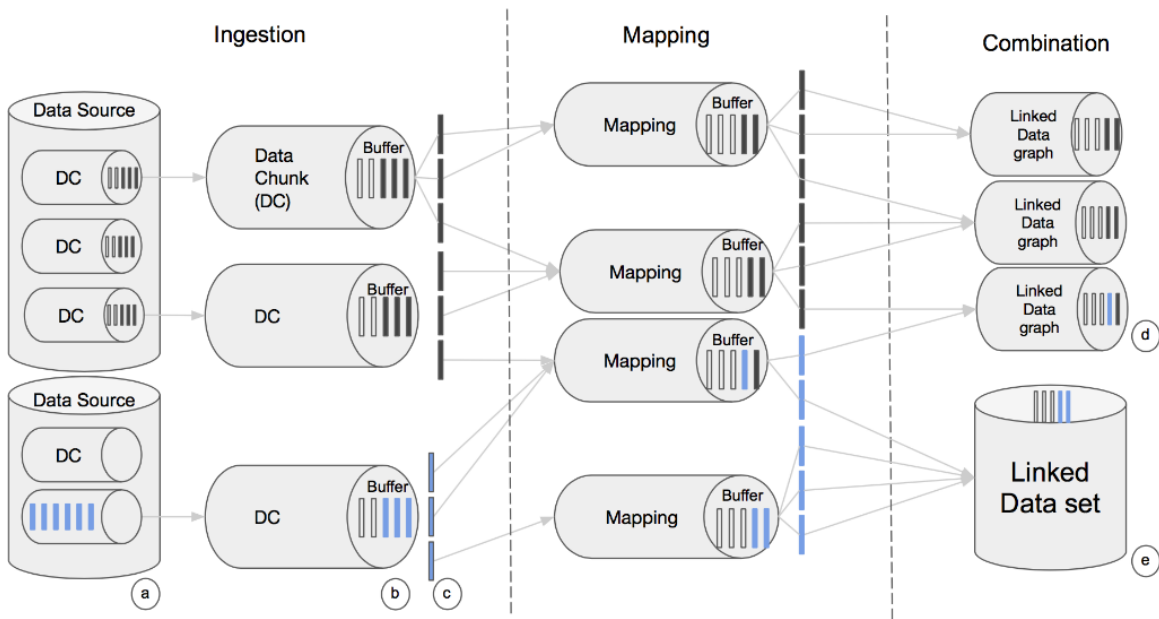 Ingestion
Mapping
Combination
Data Source
DC
DC
DC
Data
Chunk
(DC)
Buffer
DC
Buffer
Data Source
DC
DC
Buffer
Mapping
Buffer
Mapping
Buffer
Mapping
Buffer
Mapping
Buffer
Linked
Data
graph
Linked
Data
graph
Linked
Data
graph
Linked
Data set
a
b
c
d
e